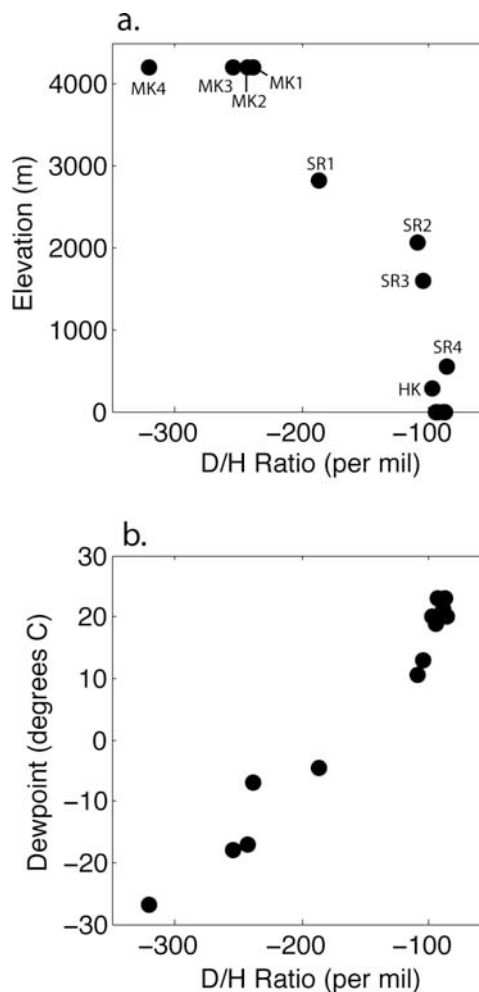 a.
4000
MK4
MK3
MK1
MK2
3000
SR1
Elevation (m)
SR2
2000
SR3
1000
SR4
HK
0
−300
−200
−100
D/H Ratio (per mil)
b.
30
20
10
0
−10
−20
−30
Dewpoint (degrees C)
−300
−200
−100
D/H Ratio (per mil)